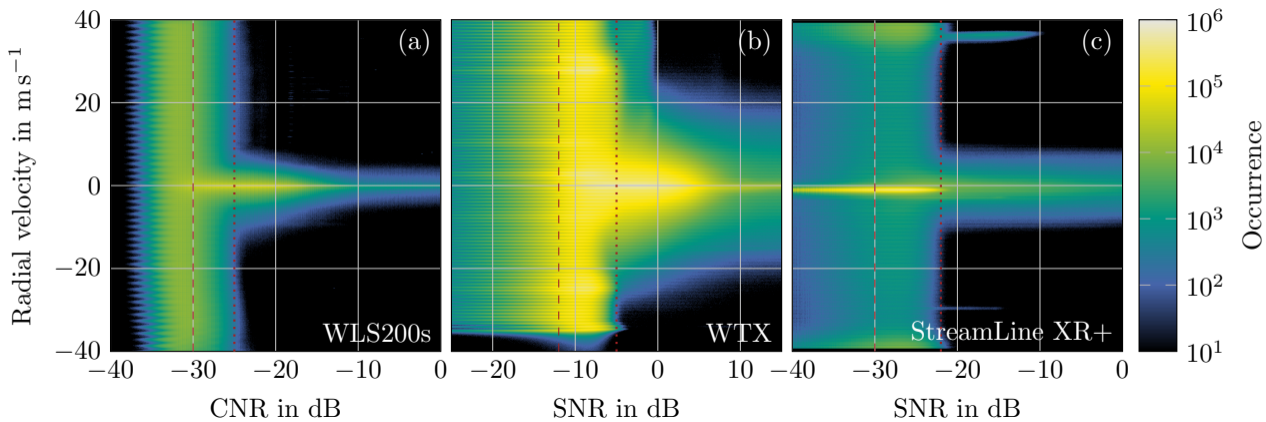 (a)
(b)
(c)
WLS200s
WTX
StreamLine XR+
Radial velocity in m s⁻¹
40
20
0
−20
−40
−40 −30 −20 −10 0
CNR in dB
−20 −10 0 10
SNR in dB
−40 −30 −20 −10 0
SNR in dB
10⁶
10⁵
10⁴
10³
10²
10¹
Occurrence